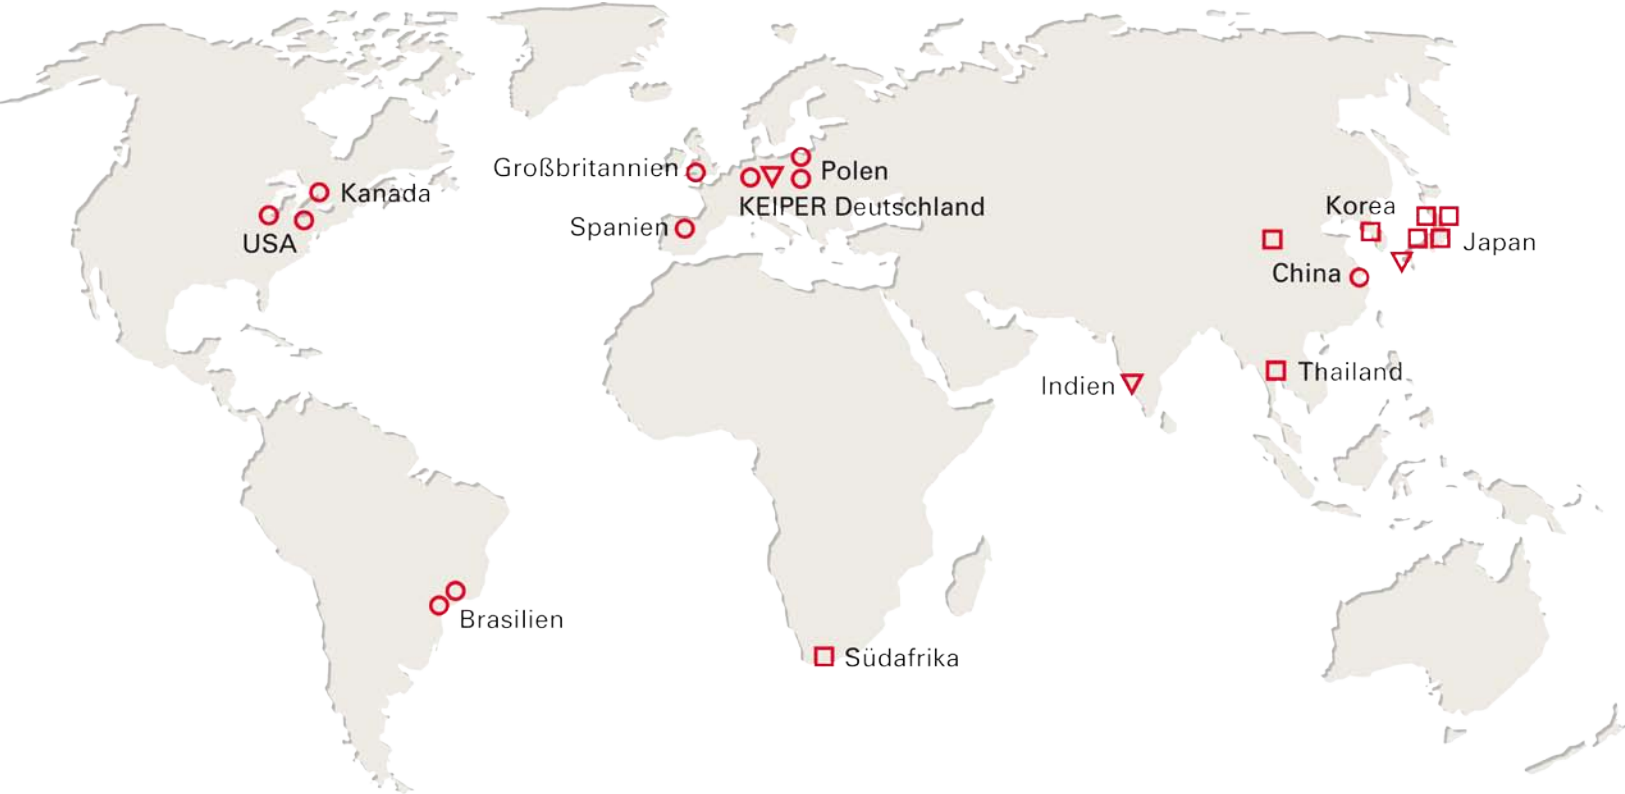 Großbritannien
Polen
Kanada
KEIPER Deutschland
Korea
Spanien
USA
Japan
China
Thailand
Indien
Brasilien
Südafrika